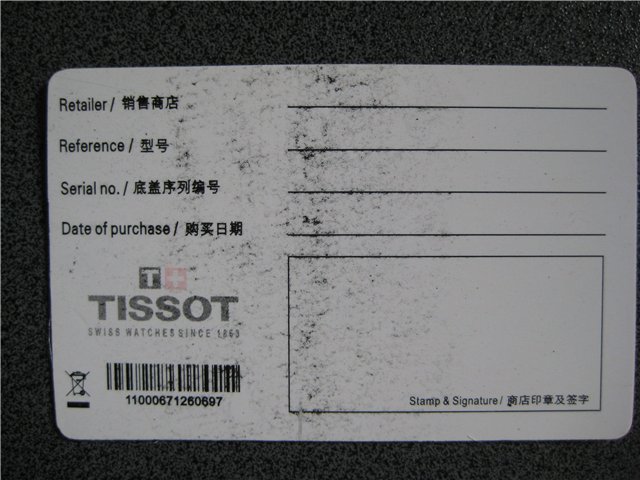 Retailer / 销售商店
Reference / 型号
Serial no. / 底盖序列编号
Date of purchase / 购买日期
T+
TISSOT
SWISS WATCHES SINCE 1853
11000671260697
Stamp & Signature / 商店印章及签字